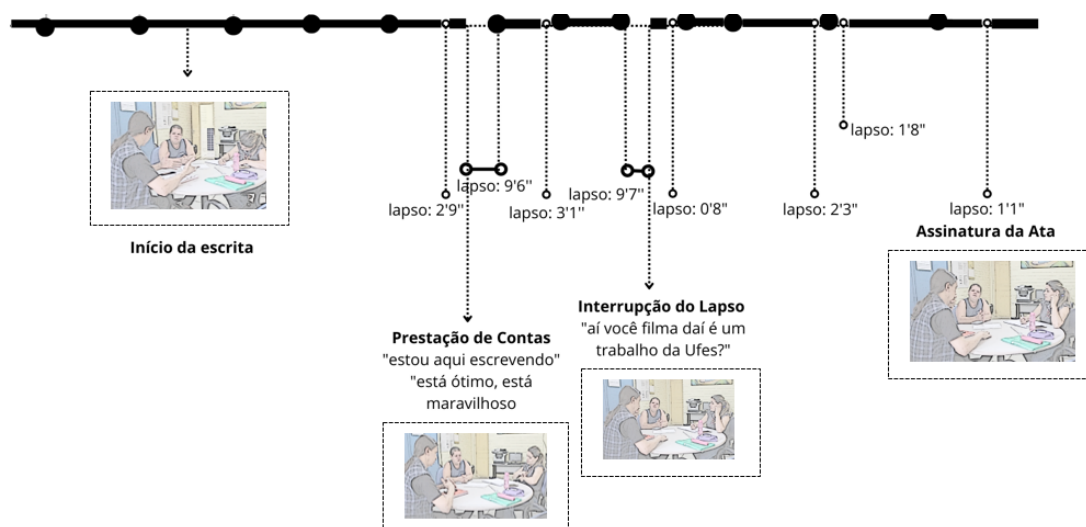 lapso: 1'8"
lapso: 9'6''
lapso: 9'7''
lapso: 2'9''
lapso: 3'1''
lapso: 0'8"
lapso: 2'3"
lapso: 1'1"
Início da escrita
Prestação de Contas
"estou aqui escrevendo"
"está ótimo, está
maravilhoso
Interrupção do Lapso
"aí você filma daí é um
trabalho da Ufes?"
Assinatura da Ata